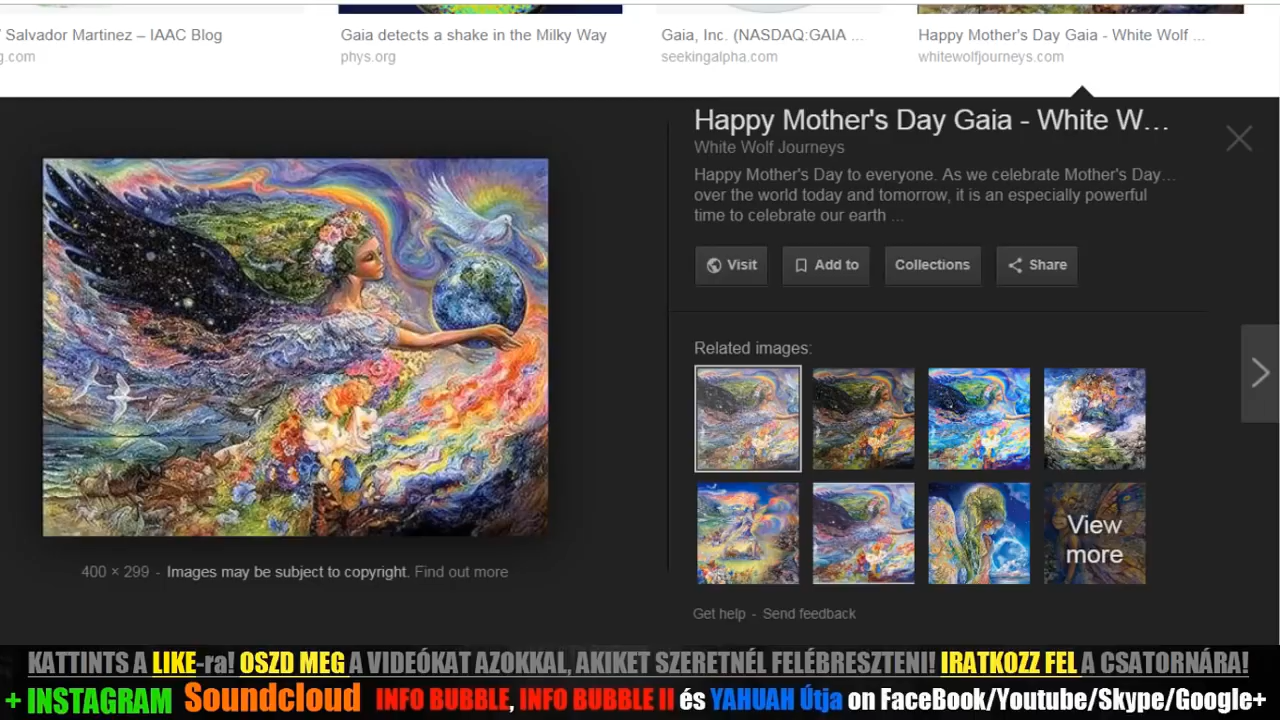 Salvador Martinez – IAAC Blog
g.com
Gaia detects a shake in the Milky Way
phys.org
Gaia, Inc. (NASDAQ:GAIA ...
seekingalpha.com
Happy Mother's Day Gaia - White Wolf ...
whitewolfjourneys.com
Happy Mother's Day Gaia - White W...
White Wolf Journeys
Happy Mother's Day to everyone. As we celebrate Mother's Day...
over the world today and tomorrow, it is an especially powerful
time to celebrate our earth ...
Visit
Add to
Collections
Share
Related images:
View
more
400 × 299 - Images may be subject to copyright. Find out more
Get help - Send feedback
KATTINTS A LIKE-ra! OSZD MEG A VIDEÓKAT AZOKKAL, AKIKET SZERETNÉL FELÉBRESZTENI! IRATKOZZ FEL A CSATORNÁRA!
+ INSTAGRAM Soundcloud INFO BUBBLE, INFO BUBBLE II és YAHUAH Útja on FaceBook/Youtube/Skype/Google+